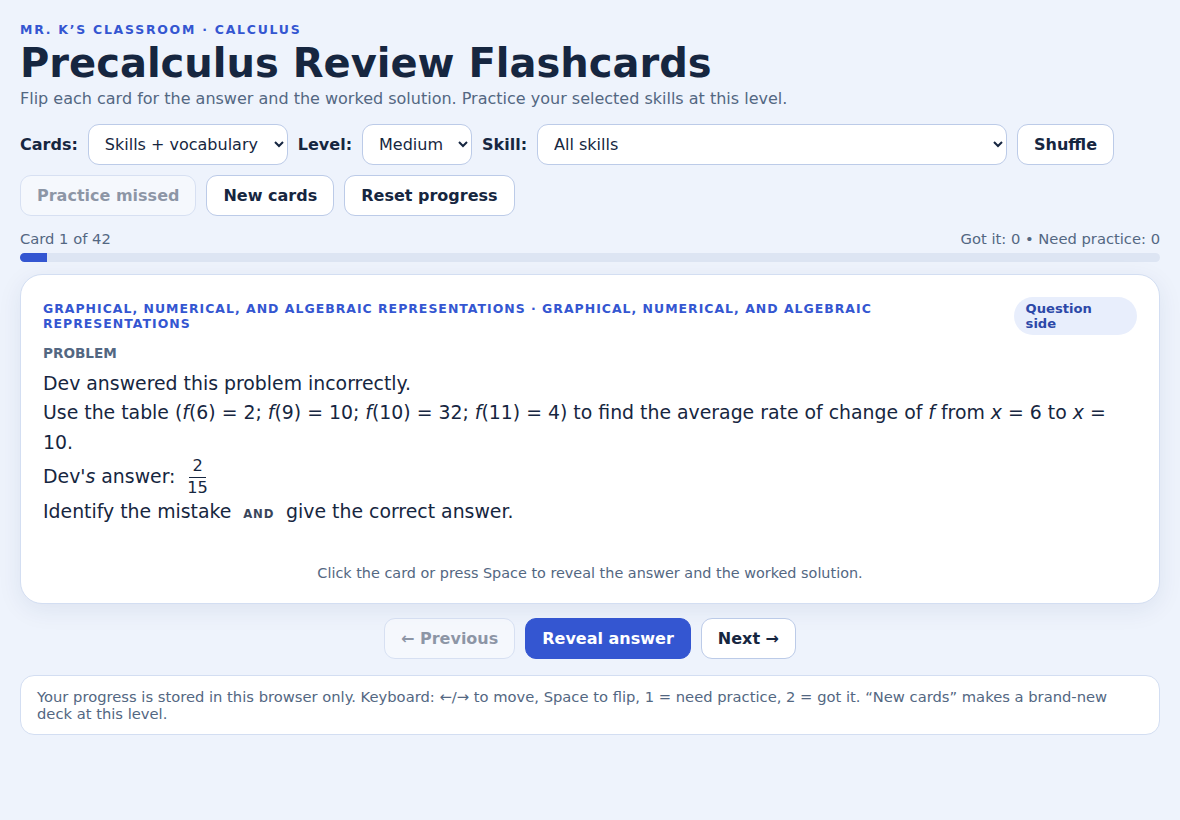 MR. K’S CLASSROOM · CALCULUS
Precalculus Review Flashcards
Flip each card for the answer and the worked solution. Practice your selected skills at this level.
Cards: Skills + vocabulary Level: Medium Skill: All skills Shuffle
Practice missed New cards Reset progress
Card 1 of 42 Got it: 0 • Need practice: 0
GRAPHICAL, NUMERICAL, AND ALGEBRAIC REPRESENTATIONS · GRAPHICAL, NUMERICAL, AND ALGEBRAIC
REPRESENTATIONS
Question
side
PROBLEM
Dev answered this problem incorrectly.
Use the table (f(6) = 2; f(9) = 10; f(10) = 32; f(11) = 4) to find the average rate of change of f from x = 6 to x =
10.
Dev's answer: 2/15
Identify the mistake AND give the correct answer.
Click the card or press Space to reveal the answer and the worked solution.
← Previous Reveal answer Next →
Your progress is stored in this browser only. Keyboard: ←/→ to move, Space to flip, 1 = need practice, 2 = got it. “New cards” makes a brand-new
deck at this level.